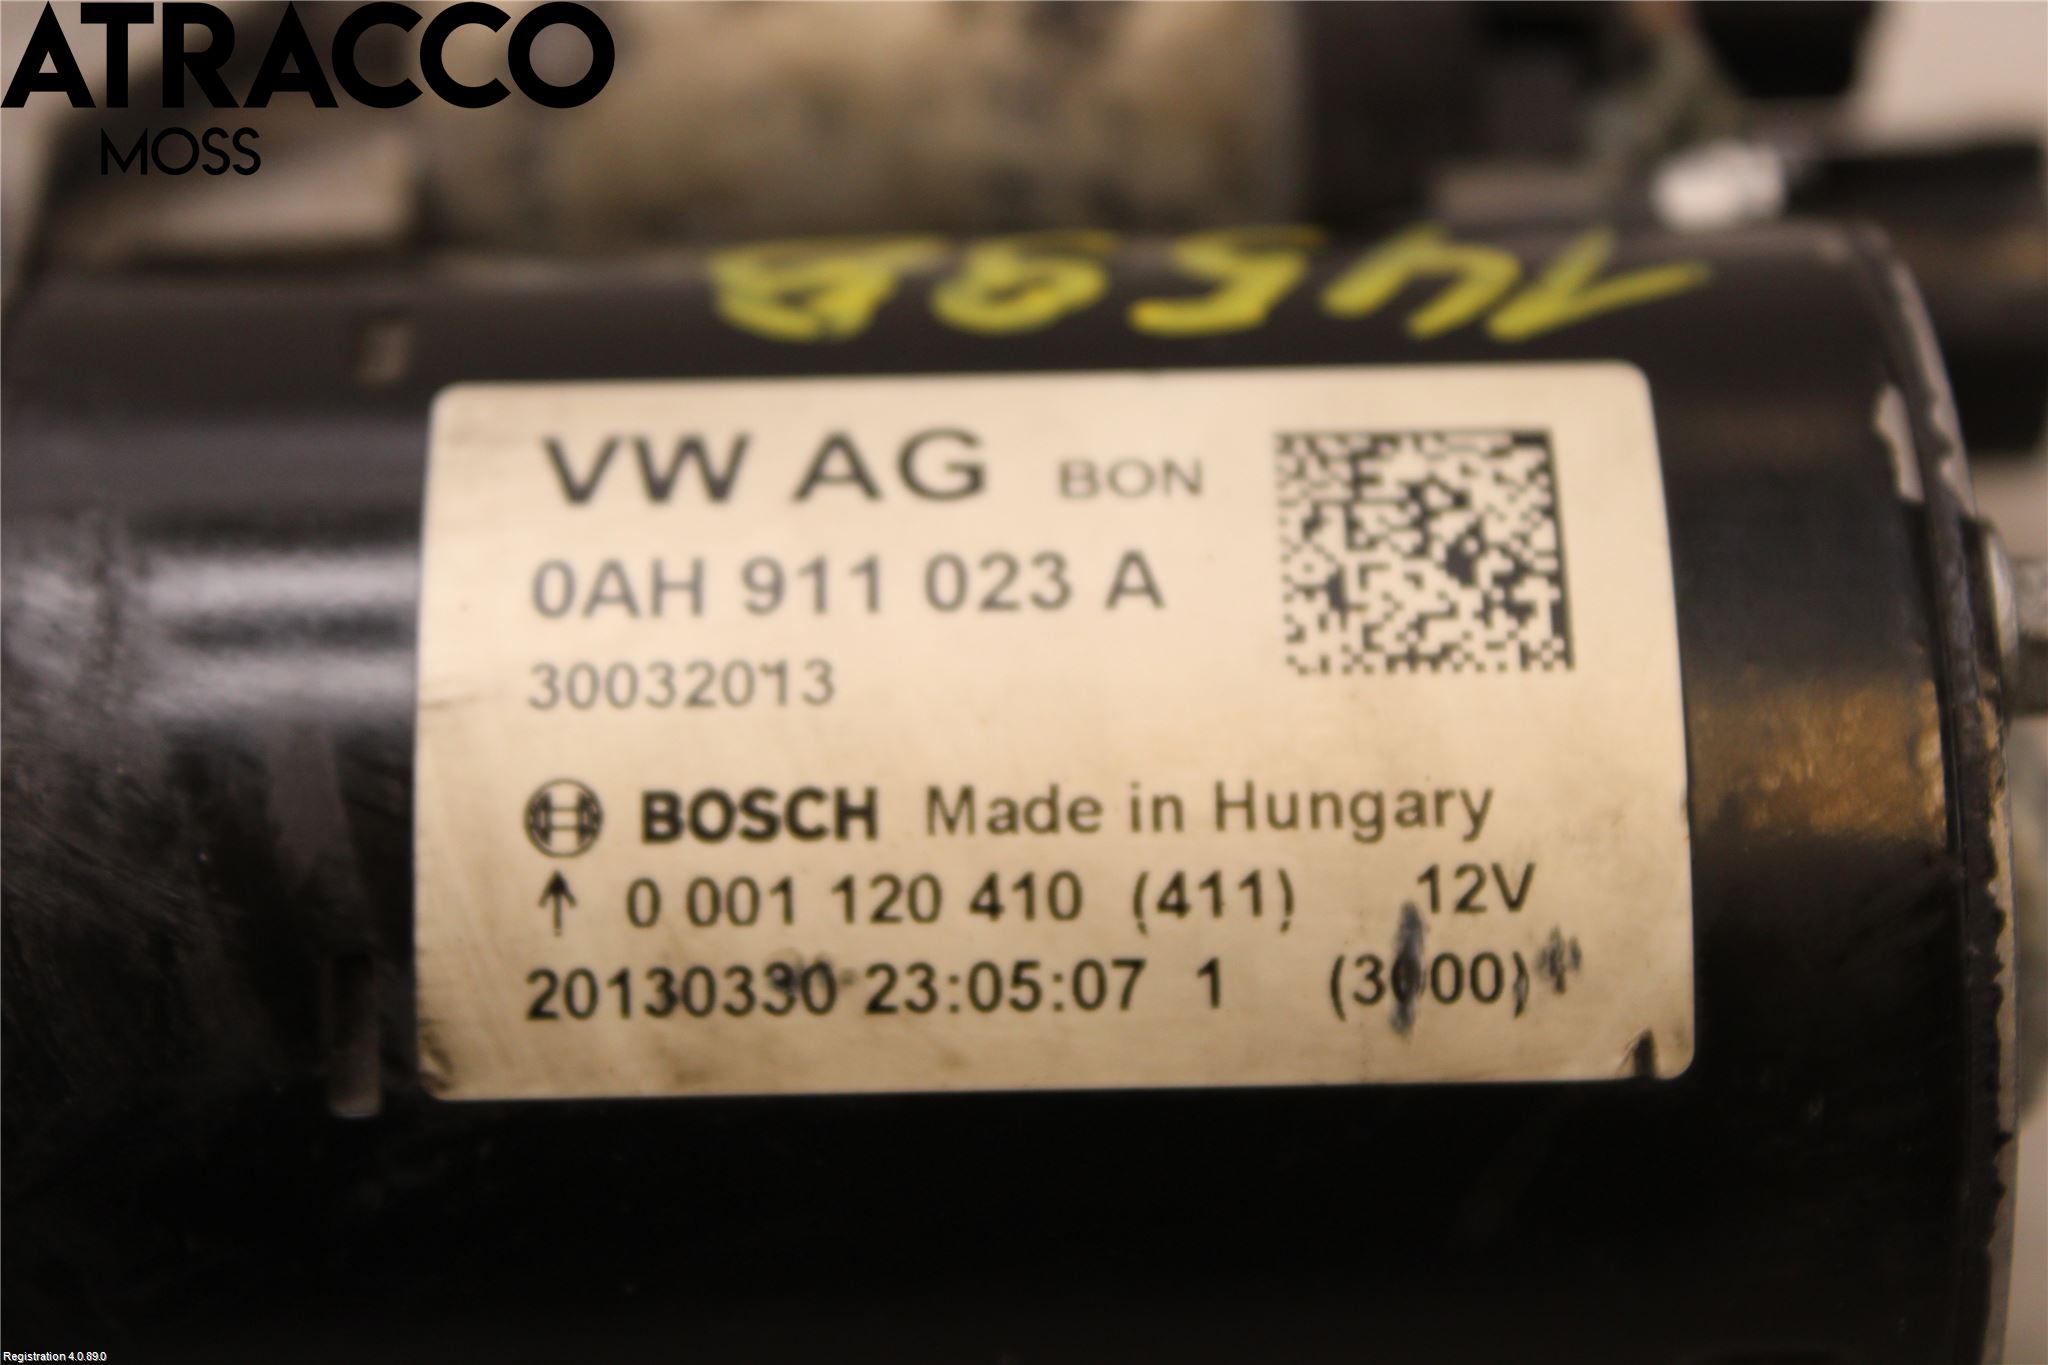 ATRACCO
MOSS
VW AG BON
0AH 911 023 A
30032013
BOSCH Made in Hungary
↑ 0 001 120 410 (411) 12V
20130330 23:05:07 1 (3000)
Registration 4.0.89.0